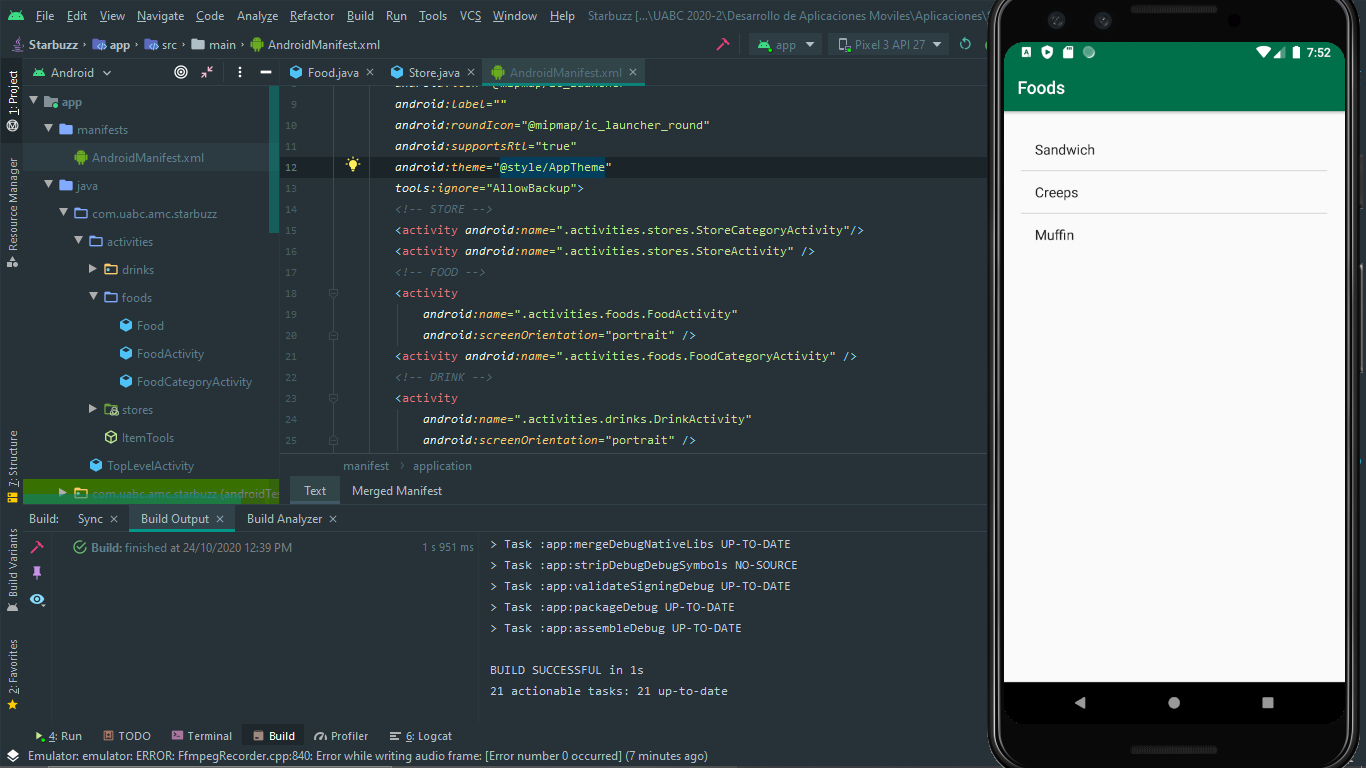 File Edit View Navigate Code Analyze Refactor Build Run Tools VCS Window Help Starbuzz [...\UABC 2020-2\Desarrollo de Aplicaciones Moviles\Aplicaciones\
Starbuzz app src main AndroidManifest.xml app Pixel 3 API 27
Android Food.java Store.java AndroidManifest.xml
1: Project
Resource Manager
Z: Structure
Build Variants
2: Favorites
app
manifests
AndroidManifest.xml
java
com.uabc.amc.starbuzz
activities
drinks
foods
Food
FoodActivity
FoodCategoryActivity
stores
ItemTools
TopLevelActivity
com.uabc.amc.starbuzz (androidTe
9 android:label=""
10 android:roundIcon="@mipmap/ic_launcher_round"
11 android:supportsRtl="true"
12 android:theme="@style/AppTheme"
13 tools:ignore="AllowBackup">
14 <!-- STORE -->
15 <activity android:name=".activities.stores.StoreCategoryActivity"/>
16 <activity android:name=".activities.stores.StoreActivity" />
17 <!-- FOOD -->
18 <activity
19 android:name=".activities.foods.FoodActivity"
20 android:screenOrientation="portrait" />
21 <activity android:name=".activities.foods.FoodCategoryActivity" />
22 <!-- DRINK -->
23 <activity
24 android:name=".activities.drinks.DrinkActivity"
25 android:screenOrientation="portrait" />
manifest application
Text Merged Manifest
Build: Sync Build Output Build Analyzer
Build: finished at 24/10/2020 12:39 PM 1 s 951 ms
> Task :app:mergeDebugNativeLibs UP-TO-DATE
> Task :app:stripDebugDebugSymbols NO-SOURCE
> Task :app:validateSigningDebug UP-TO-DATE
> Task :app:packageDebug UP-TO-DATE
> Task :app:assembleDebug UP-TO-DATE
BUILD SUCCESSFUL in 1s
21 actionable tasks: 21 up-to-date
4: Run TODO Terminal Build Profiler 6: Logcat
Emulator: emulator: ERROR: FfmpegRecorder.cpp:840: Error while writing audio frame: [Error number 0 occurred] (7 minutes ago)
7:52
Foods
Sandwich
Creeps
Muffin